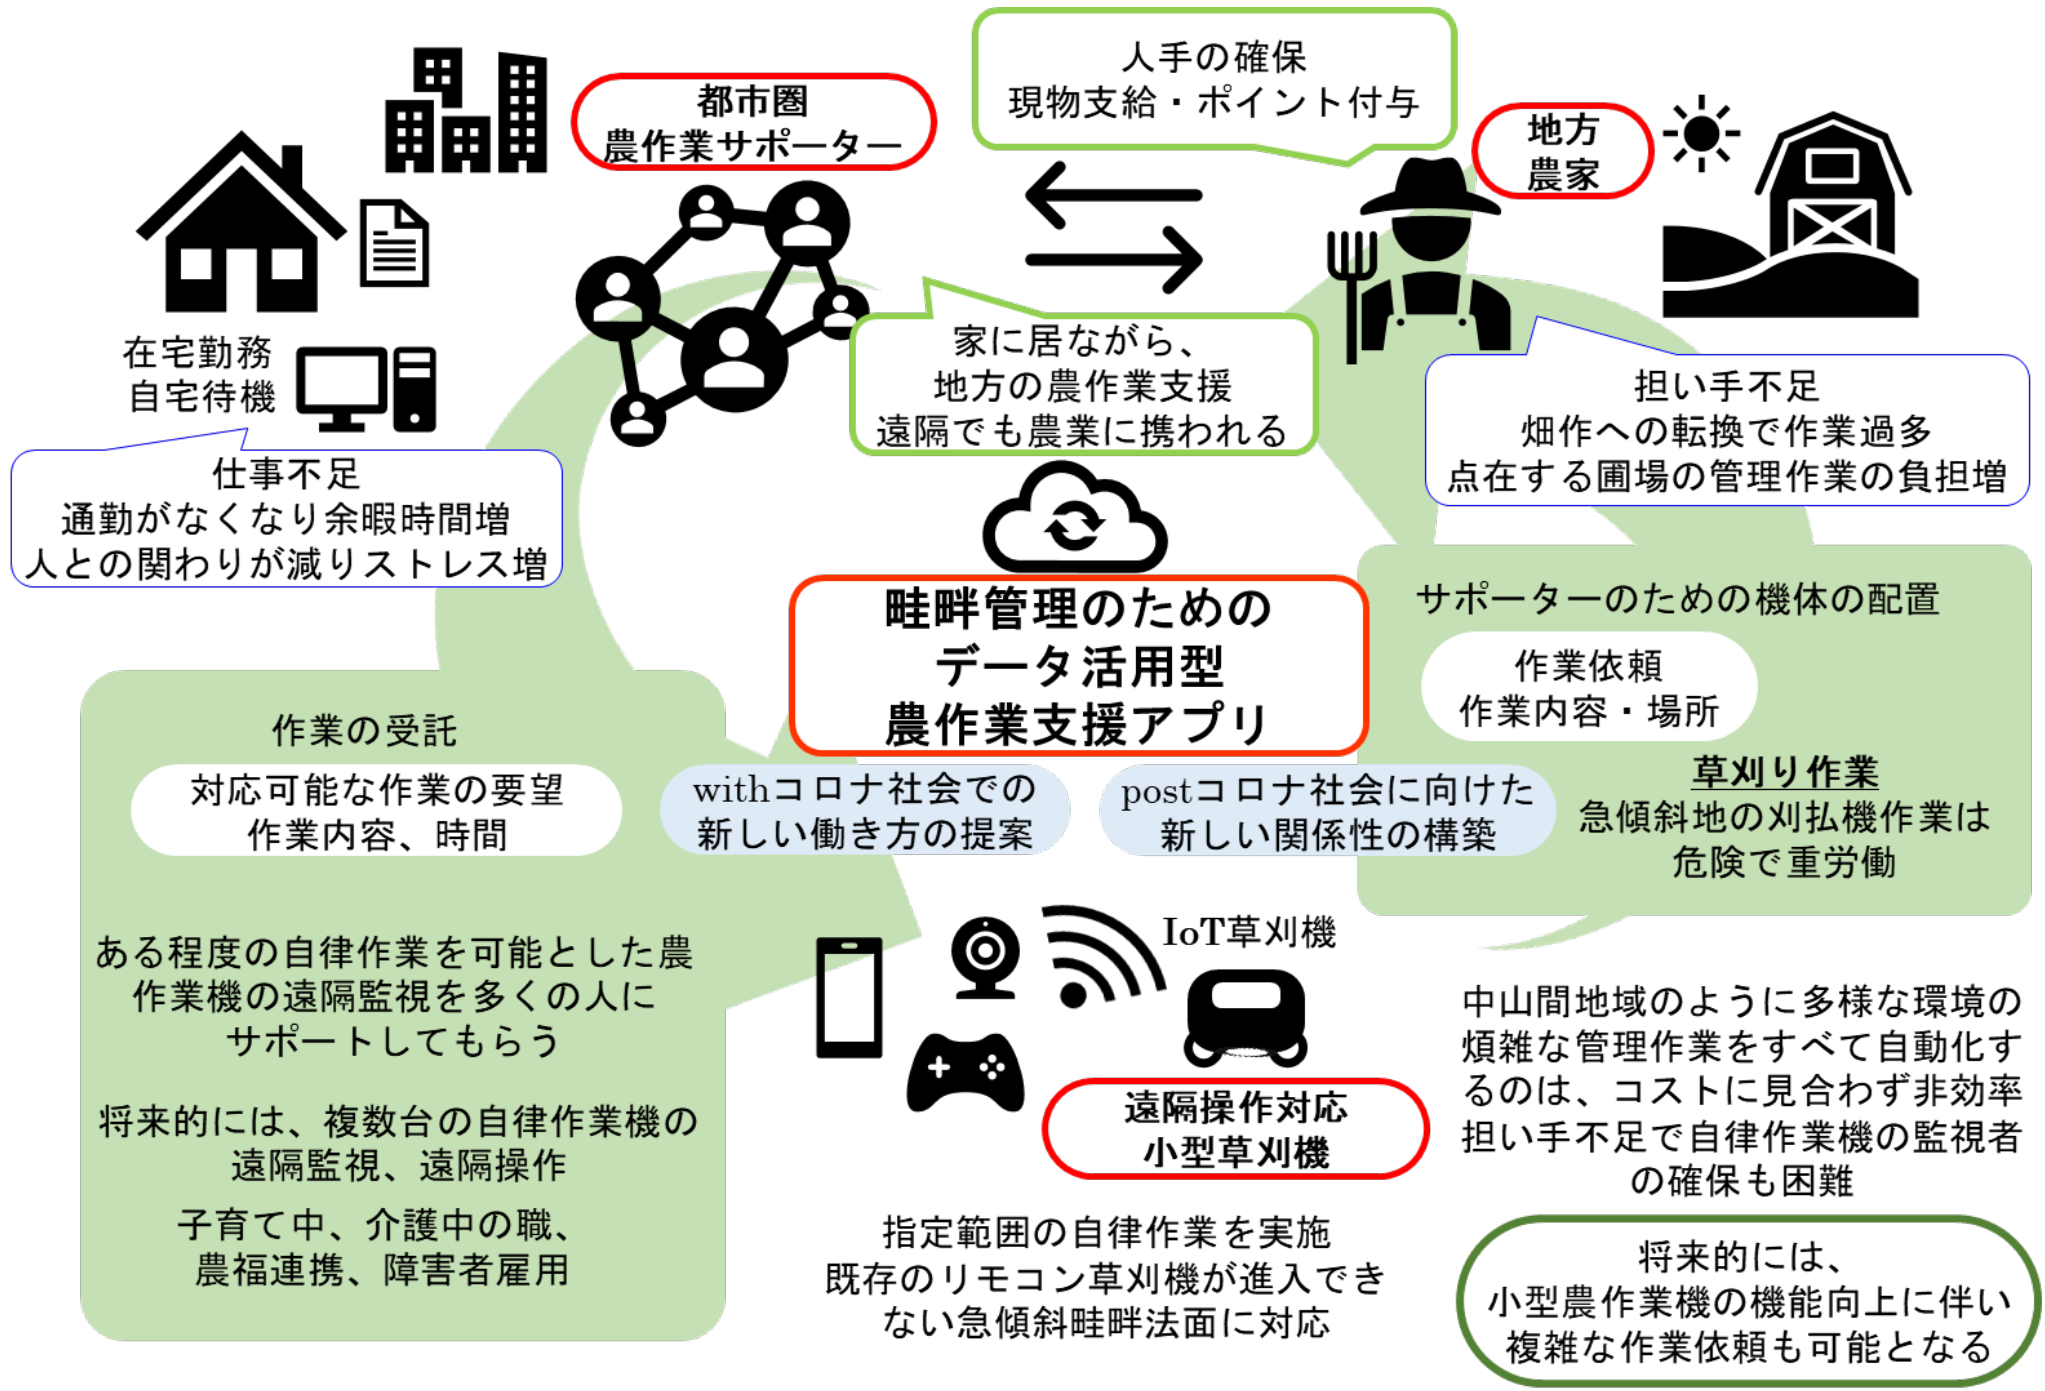 人手の確保
現物支給・ポイント付与
都市圏
農作業サポーター
地方
農家
在宅勤務
自宅待機
家に居ながら、
地方の農作業支援
遠隔でも農業に携われる
担い手不足
畑作への転換で作業過多
点在する圃場の管理作業の負担増
仕事不足
通勤がなくなり余暇時間増
人との関わりが減りストレス増
畦畔管理のための
データ活用型
農作業支援アプリ
サポーターのための機体の配置
作業依頼
作業内容・場所
草刈り作業
急傾斜地の刈払機作業は
危険で重労働
作業の受託
対応可能な作業の要望
作業内容、時間
withコロナ社会での
新しい働き方の提案
postコロナ社会に向けた
新しい関係性の構築
ある程度の自律作業を可能とした農
作業機の遠隔監視を多くの人に
サポートしてもらう
将来的には、複数台の自律作業機の
遠隔監視、遠隔操作
子育て中、介護中の職、
農福連携、障害者雇用
IoT草刈機
遠隔操作対応
小型草刈機
指定範囲の自律作業を実施
既存のリモコン草刈機が進入でき
ない急傾斜畦畔法面に対応
中山間地域のように多様な環境の
煩雑な管理作業をすべて自動化す
るのは、コストに見合わず非効率
担い手不足で自律作業機の監視者
の確保も困難
将来的には、
小型農作業機の機能向上に伴い
複雑な作業依頼も可能となる